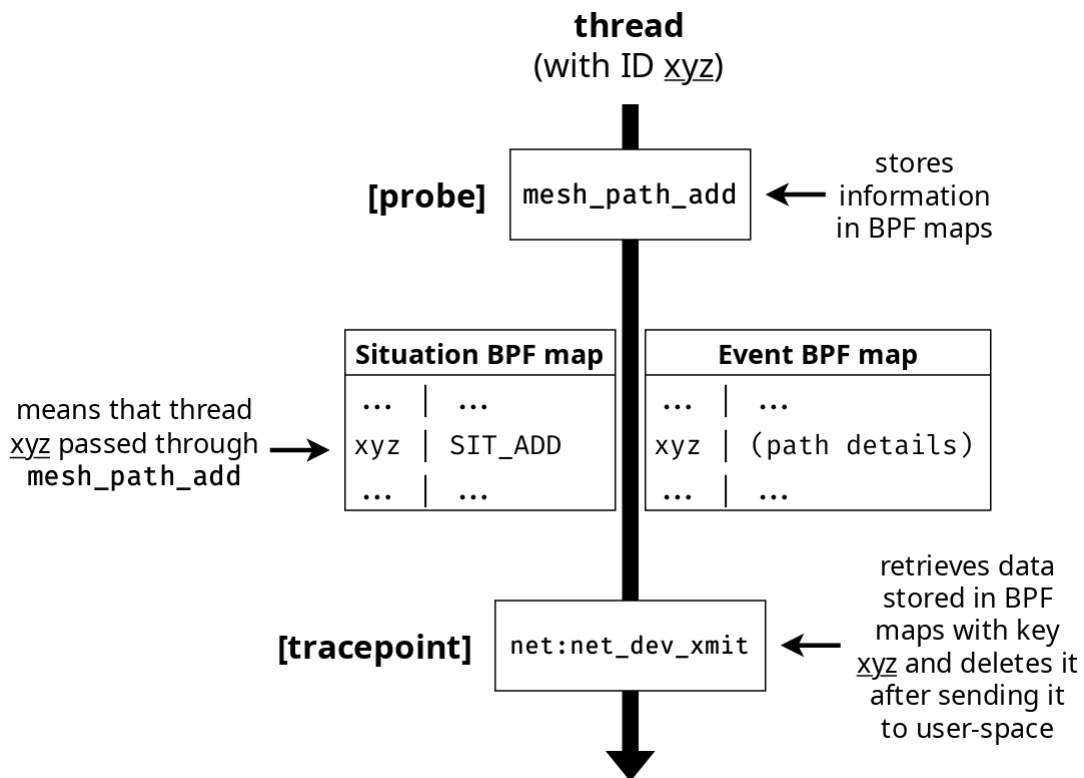 thread
(with ID xyz)
[probe]
mesh_path_add
stores
information
in BPF maps
Situation BPF map
... | ...
xyz | SIT_ADD
... | ...
Event BPF map
... | ...
xyz | (path details)
... | ...
means that thread
xyz passed through
mesh_path_add
[tracepoint]
net:net_dev_xmit
retrieves data
stored in BPF
maps with key
xyz and deletes it
after sending it
to user-space